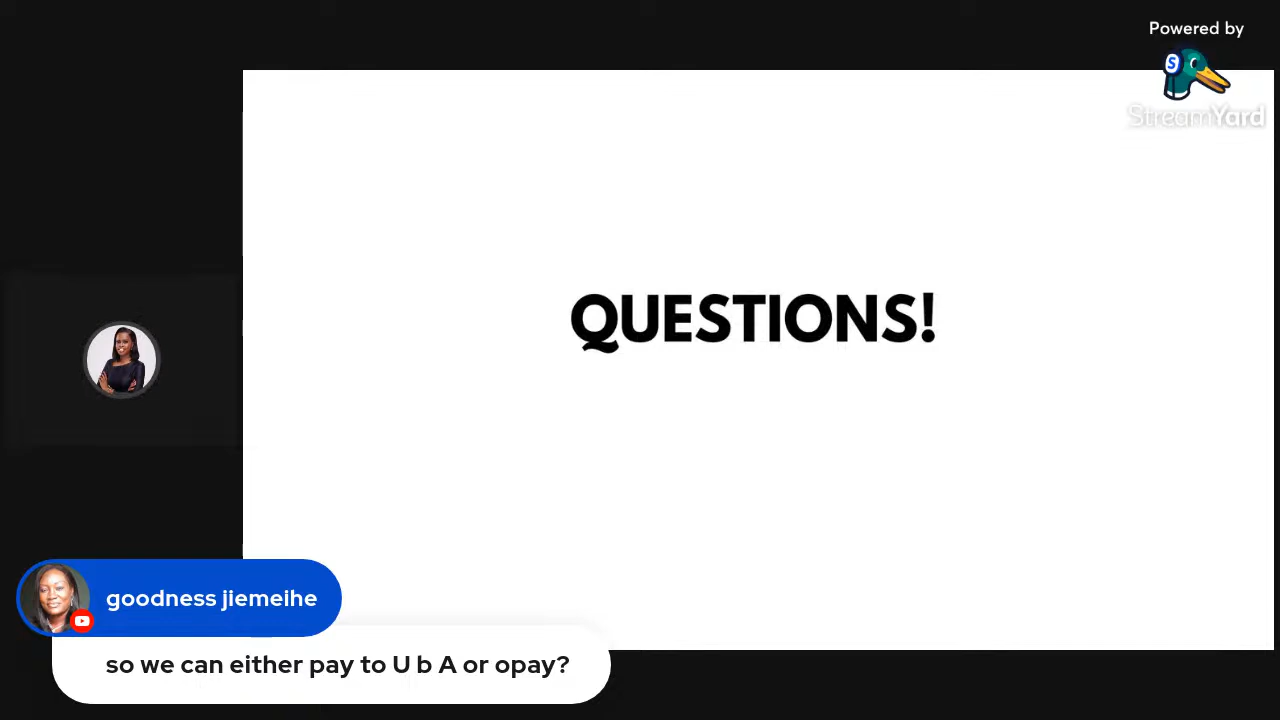 Powered by
S
StreamYard
QUESTIONS!
goodness jiemeihe
so we can either pay to U b A or opay?